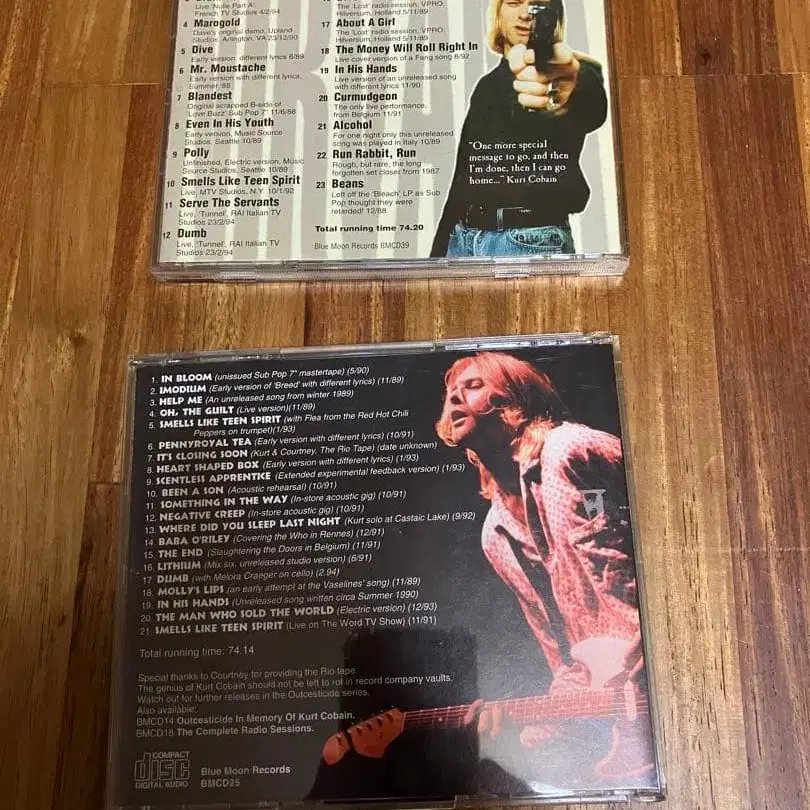 Live 'Nulle Part A'
French TV Studios 4/2/94
4 Marogold
Dave's original demo, Upland
Studios, Arlington, VA 23/12/90
5 Dive
Early version, different lyrics 6/89
6 Mr. Moustache
Early version with different lyrics,
Summer '88
7 Blandest
Original scrapped B-side of
'Love Buzz' Sub Pop 7" 11/6/88
8 Even In His Youth
Early version, Music Source
Studios, Seattle 10/89
9 Polly
Unfinished, Electric version, Music
Source Studios, Seattle 10/89
10 Smells Like Teen Spirit
Live, MTV Studios, N.Y. 10/1/92
11 Serve The Servants
Live, 'Tunnel', RAI Italian TV
Studios 23/2/94
12 Dumb
Live, 'Tunnel', RAI Italian TV
Studios 23/2/94
The 'Lost' radio session, VPRO,
Hilversum, Holland 5/11/89
17 About A Girl
The 'Lost' radio session, VPRO,
Hilversum, Holland 5/11/89
18 The Money Will Roll Right In
Live cover version of a Fang song 8/92
19 In His Hands
Live version of an unreleased song
with different lyrics 11/90
20 Curmudgeon
The only live performance,
from Belgium 11/91
21 Alcohol
For one night only this unreleased
song was played in Italy 10/89
22 Run Rabbit, Run
Rough, but rare, the long
forgotten set closer from 1987
23 Beans
Left off the 'Bleach' LP as Sub
Pop thought they were
retarded! 12/88
Total running time 74.20
Blue Moon Records BMCD39
"One more special
message to go, and then
I'm done, then I can go
home..." Kurt Cobain
1. IN BLOOM (unissued Sub Pop 7" mastertape) (5/90)
2. IMODIUM (Early version of 'Breed' with different lyrics) (11/89)
3. HELP ME (An unreleased song from winter 1989)
4. OH, THE GUILT (Live version)(11/89)
5. SMELLS LIKE TEEN SPIRIT (with Flea from the Red Hot Chili
Peppers on trumpet)(1/93)
6. PENNYROYAL TEA (Early version with different lyrics) (10/91)
7. IT'S CLOSING SOON (Kurt & Courtney, The Rio Tape) (date unknown)
8. HEART SHAPED BOX (Early version with different lyrics) (1/93)
9. SCENTLESS APPRENTICE (Extended experimental feedback version) (1/93)
10. BEEN A SON (Acoustic rehearsal) (10/91)
11. SOMETHING IN THE WAY (In-store acoustic gig) (10/91)
12. NEGATIVE CREEP (In-store acoustic gig) (10/91)
13. WHERE DID YOU SLEEP LAST NIGHT (Kurt solo at Castaic Lake) (9/92)
14. BABA O'RILEY (Covering the Who in Rennes) (12/91)
15. THE END (Slaughtering the Doors in Belgium) (11/91)
16. LITHIUM (Mix six, unreleased studio version) (6/91)
17. DUMB (with Melora Craeger on cello) (2.94)
18. MOLLY'S LIPS (an early attempt at the Vaselines' song) (11/89)
19. IN HIS HANDS (Unreleased song written circa Summer 1990)
20. THE MAN WHO SOLD THE WORLD (Electric version) (12/93)
21. SMELLS LIKE TEEN SPIRIT (Live on The Word TV Show) (11/91)
Total running time: 74.14
Special thanks to Courtney for providing the Rio tape.
The genius of Kurt Cobain should not be left to rot in record company vaults.
Watch out for further releases in the Outcesticide series.
Also available:
BMCD14 Outcesticide In Memory Of Kurt Cobain.
BMCD18 The Complete Radio Sessions.
COMPACT
disc
DIGITAL AUDIO
Blue Moon Records
BMCD25